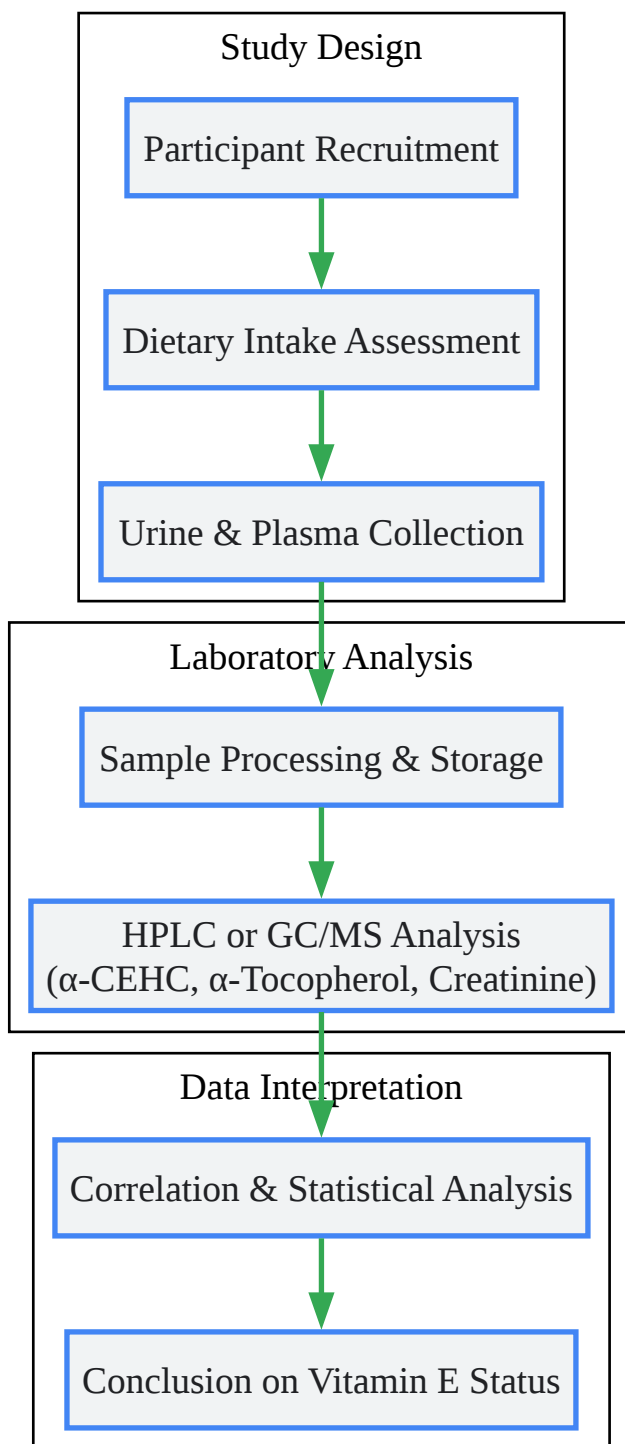 Study Design
Participant Recruitment
Dietary Intake Assessment
Urine & Plasma Collection
Laboratory Analysis
Sample Processing & Storage
HPLC or GC/MS Analysis
(α-CEHC, α-Tocopherol, Creatinine)
Data Interpretation
Correlation & Statistical Analysis
Conclusion on Vitamin E Status